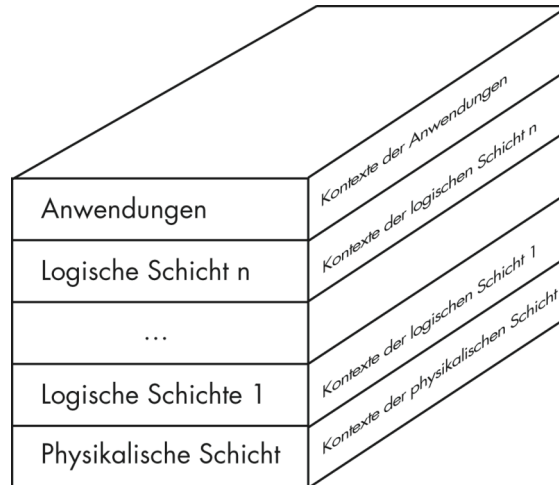 Anwendungen
Logische Schicht n
...
Logische Schichte 1
Physikalische Schicht
Kontexte der Anwendungen
Kontexte der logischen Schicht n
Kontexte der logischen Schicht 1
Kontexte der physikalischen Schicht